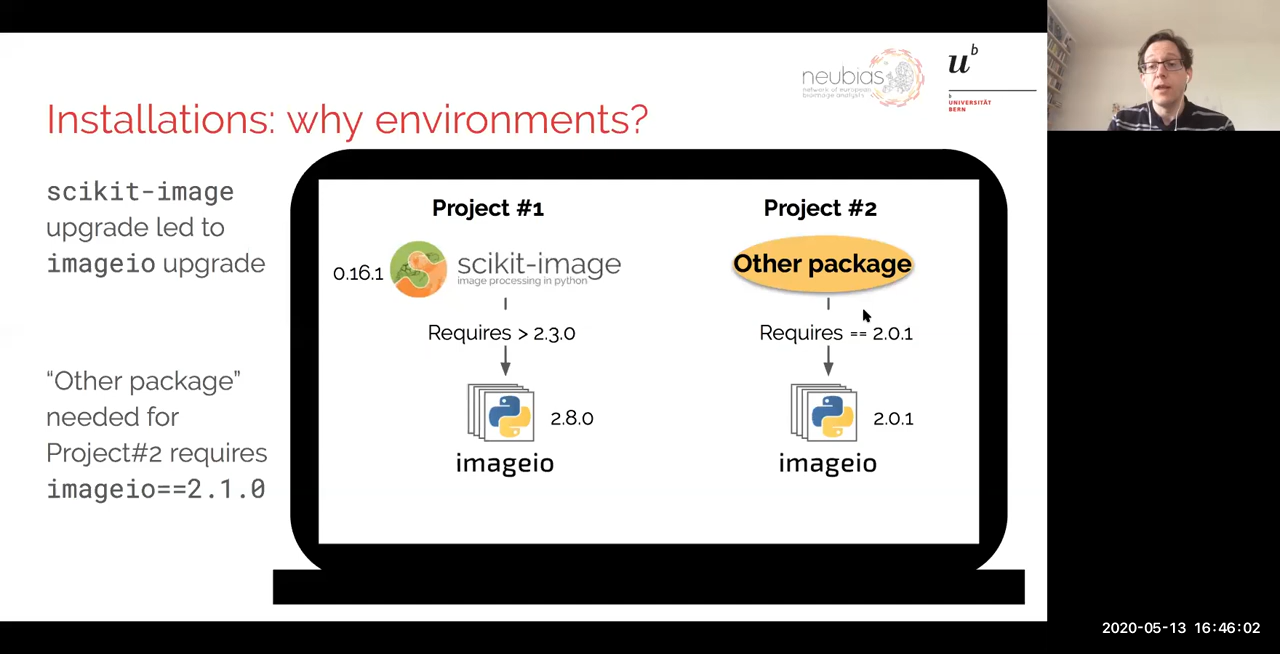 neubias
network of european
bioimage analysts
u^b
b
UNIVERSITÄT
BERN
Installations: why environments?
scikit-image
upgrade led to
imageio upgrade
"Other package"
needed for
Project#2 requires
imageio==2.1.0
Project #1
0.16.1
scikit-image
image processing in python
Requires > 2.3.0
2.8.0
imageio
Project #2
Other package
Requires == 2.0.1
2.0.1
imageio
2020-05-13 16:46:02